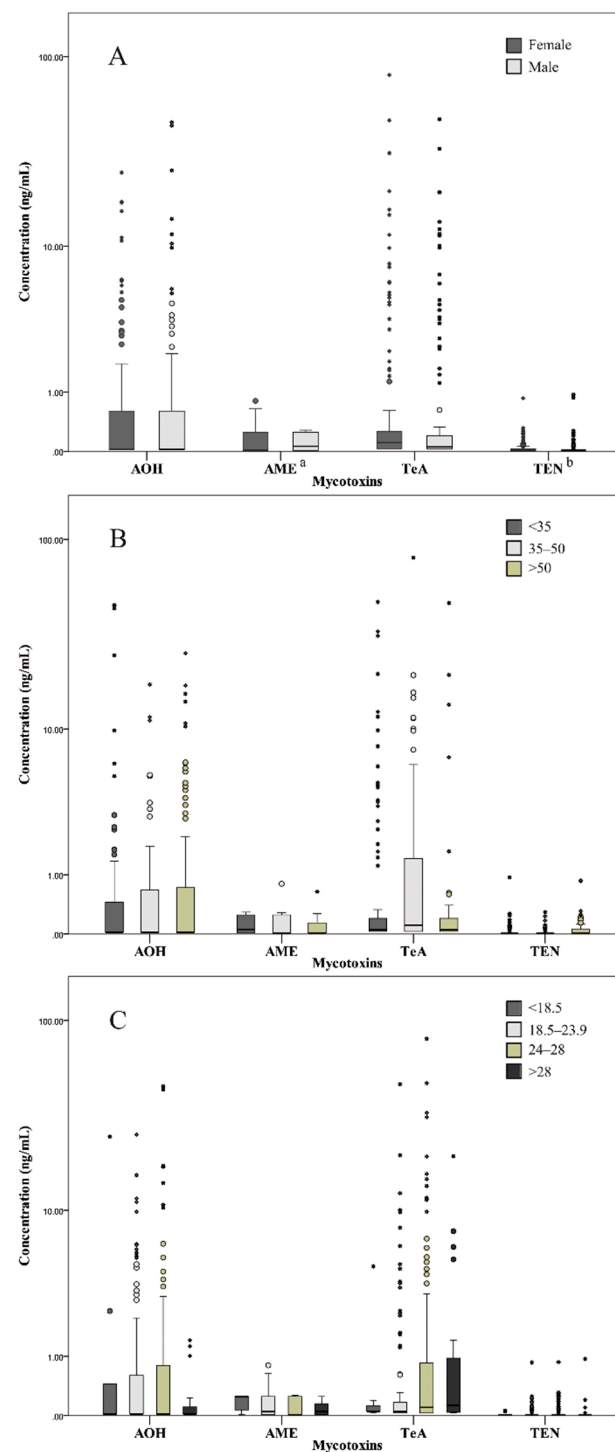 A
Female
Male
100.00
10.00
1.00
.00
Concentration (ng/mL)
AOH AME a TeA TEN b
Mycotoxins
B
<35
35–50
>50
100.00
10.00
1.00
.00
Concentration (ng/mL)
AOH AME TeA TEN
Mycotoxins
C
<18.5
18.5–23.9
24–28
>28
100.00
10.00
1.00
.00
Concentration (ng/mL)
AOH AME TeA TEN
Mycotoxins